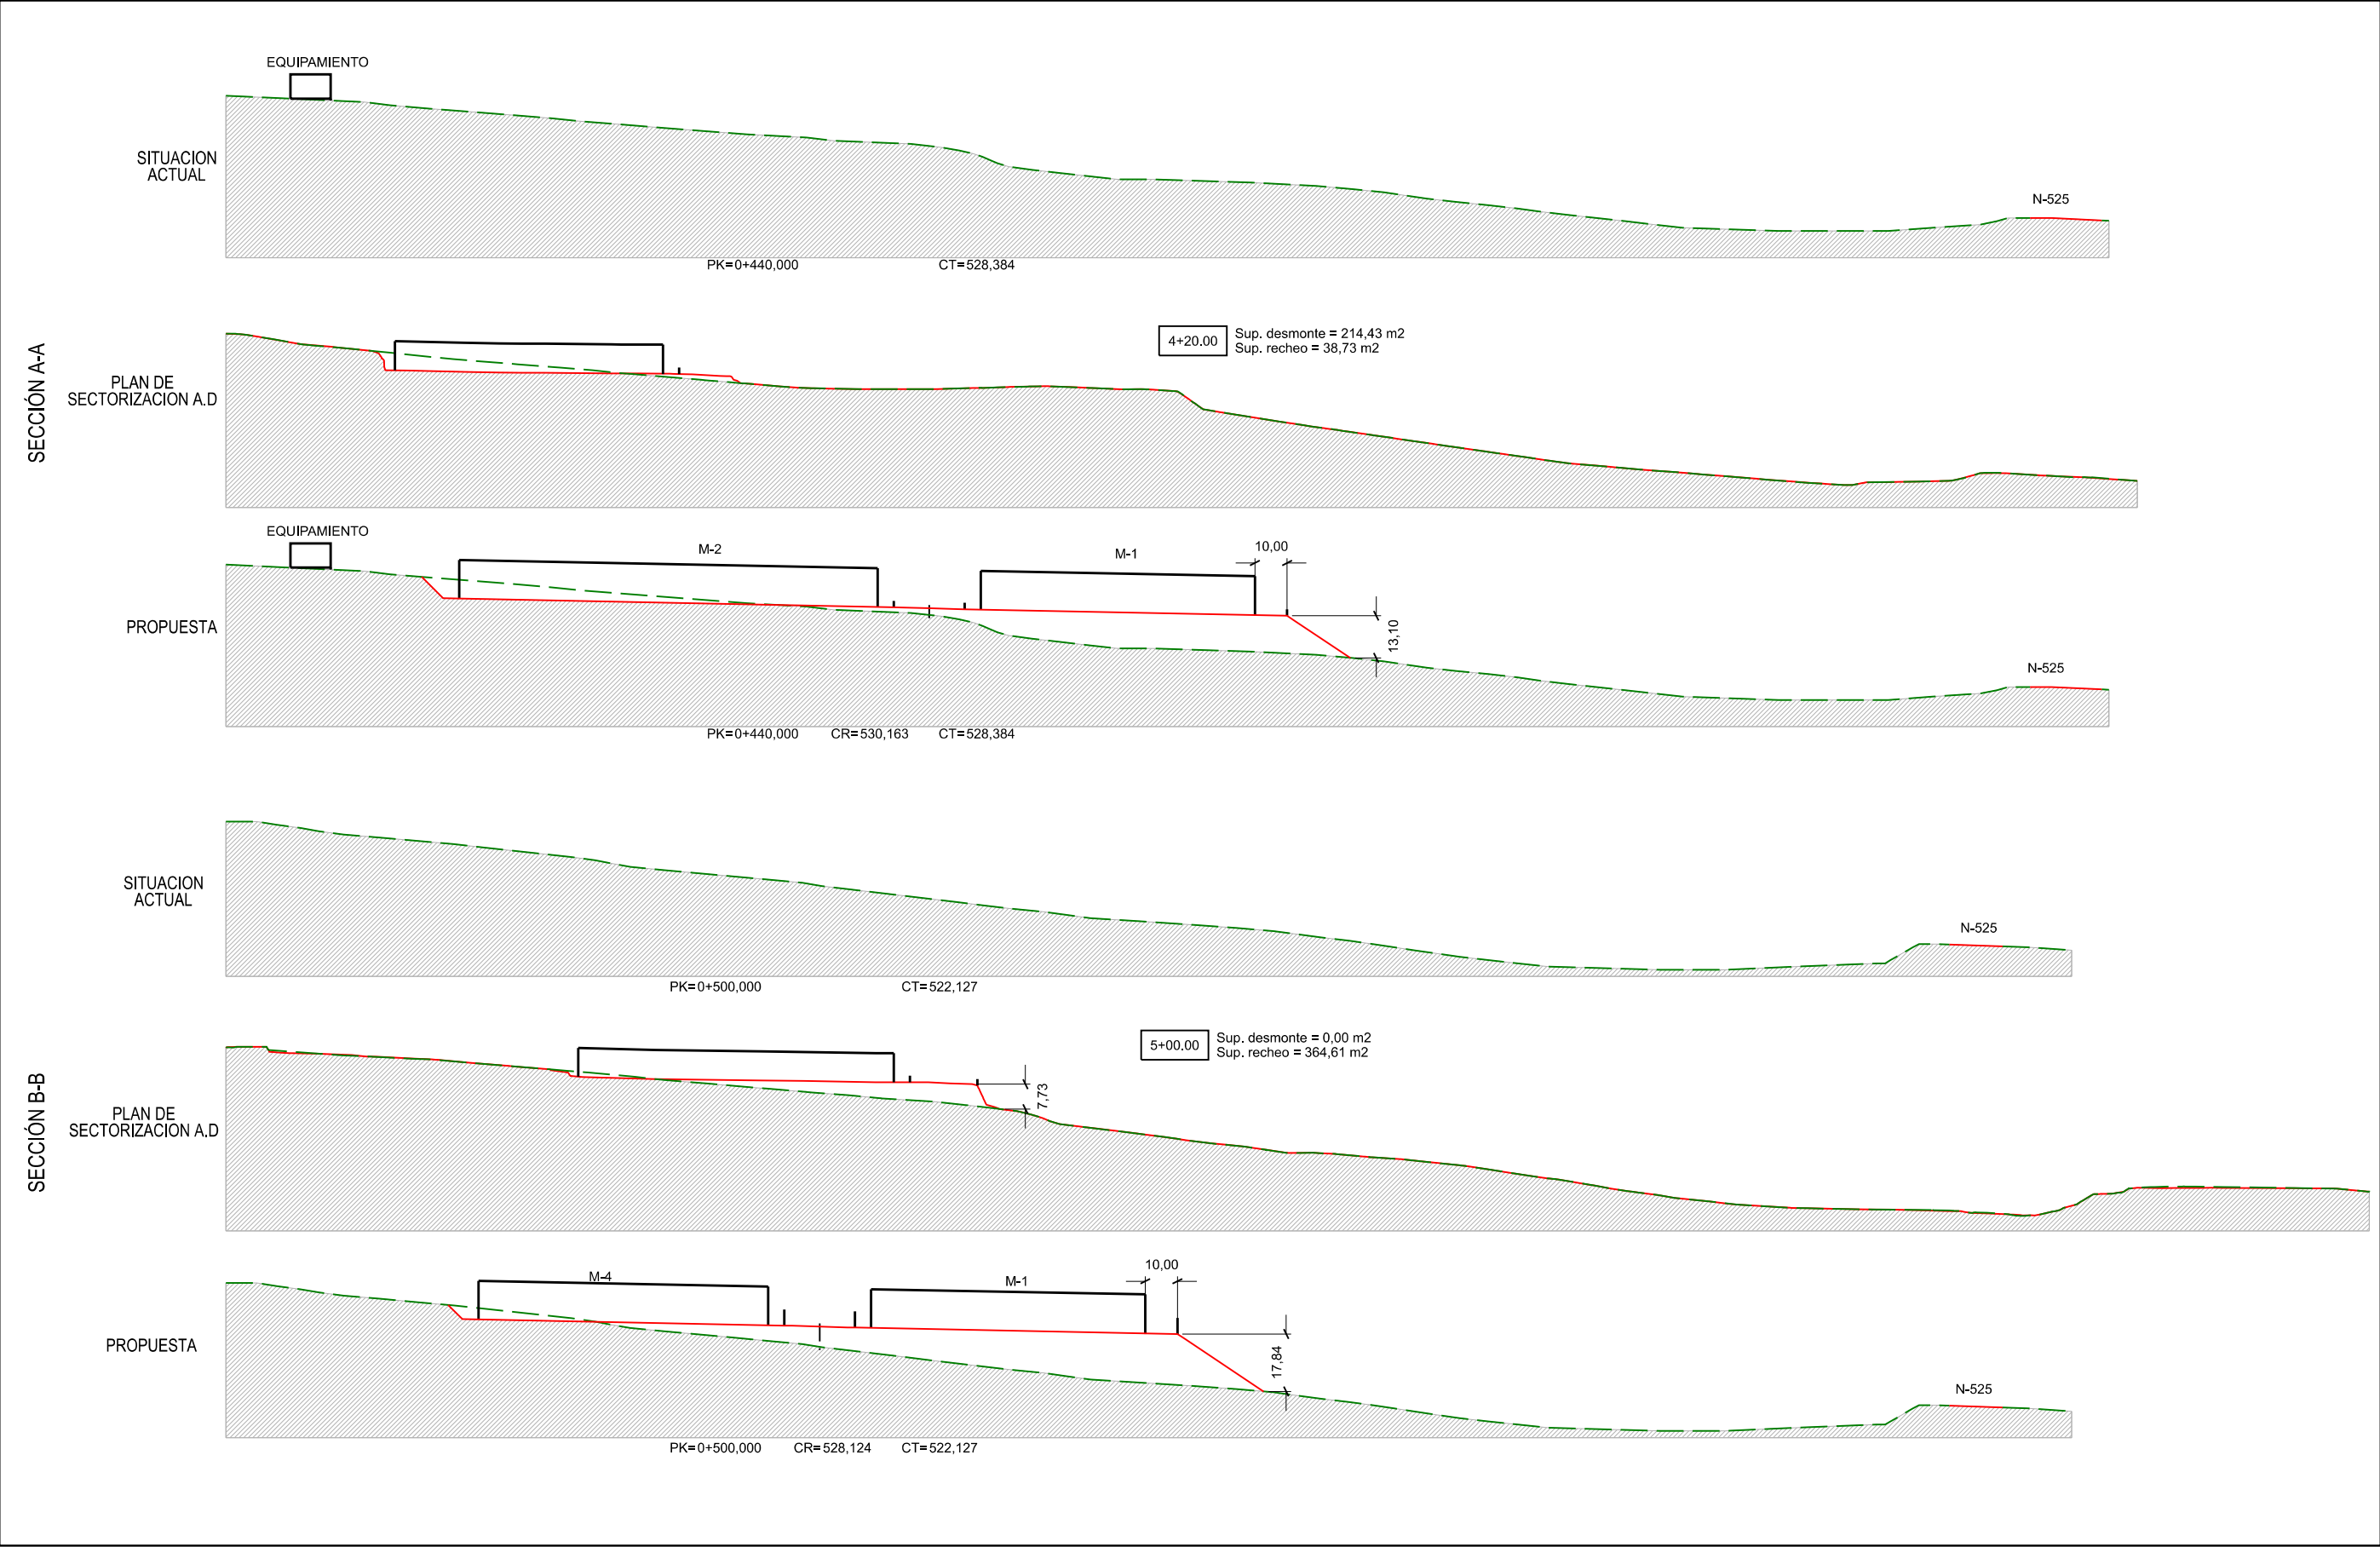 SECCIÓN A-A
EQUIPAMIENTO
SITUACION
ACTUAL
N-525
PK=0+440,000 CT=528,384
PLAN DE
SECTORIZACION A.D
4+20.00
Sup. desmonte = 214,43 m2
Sup. recheo = 38,73 m2
EQUIPAMIENTO
M-2
M-1
10,00
PROPUESTA
13,10
N-525
PK=0+440,000 CR=530,163 CT=528,384
SECCIÓN B-B
SITUACION
ACTUAL
N-525
PK=0+500,000 CT=522,127
PLAN DE
SECTORIZACION A.D
5+00.00
Sup. desmonte = 0,00 m2
Sup. recheo = 364,61 m2
7,73
M-4
M-1
10,00
PROPUESTA
17,84
N-525
PK=0+500,000 CR=528,124 CT=522,127